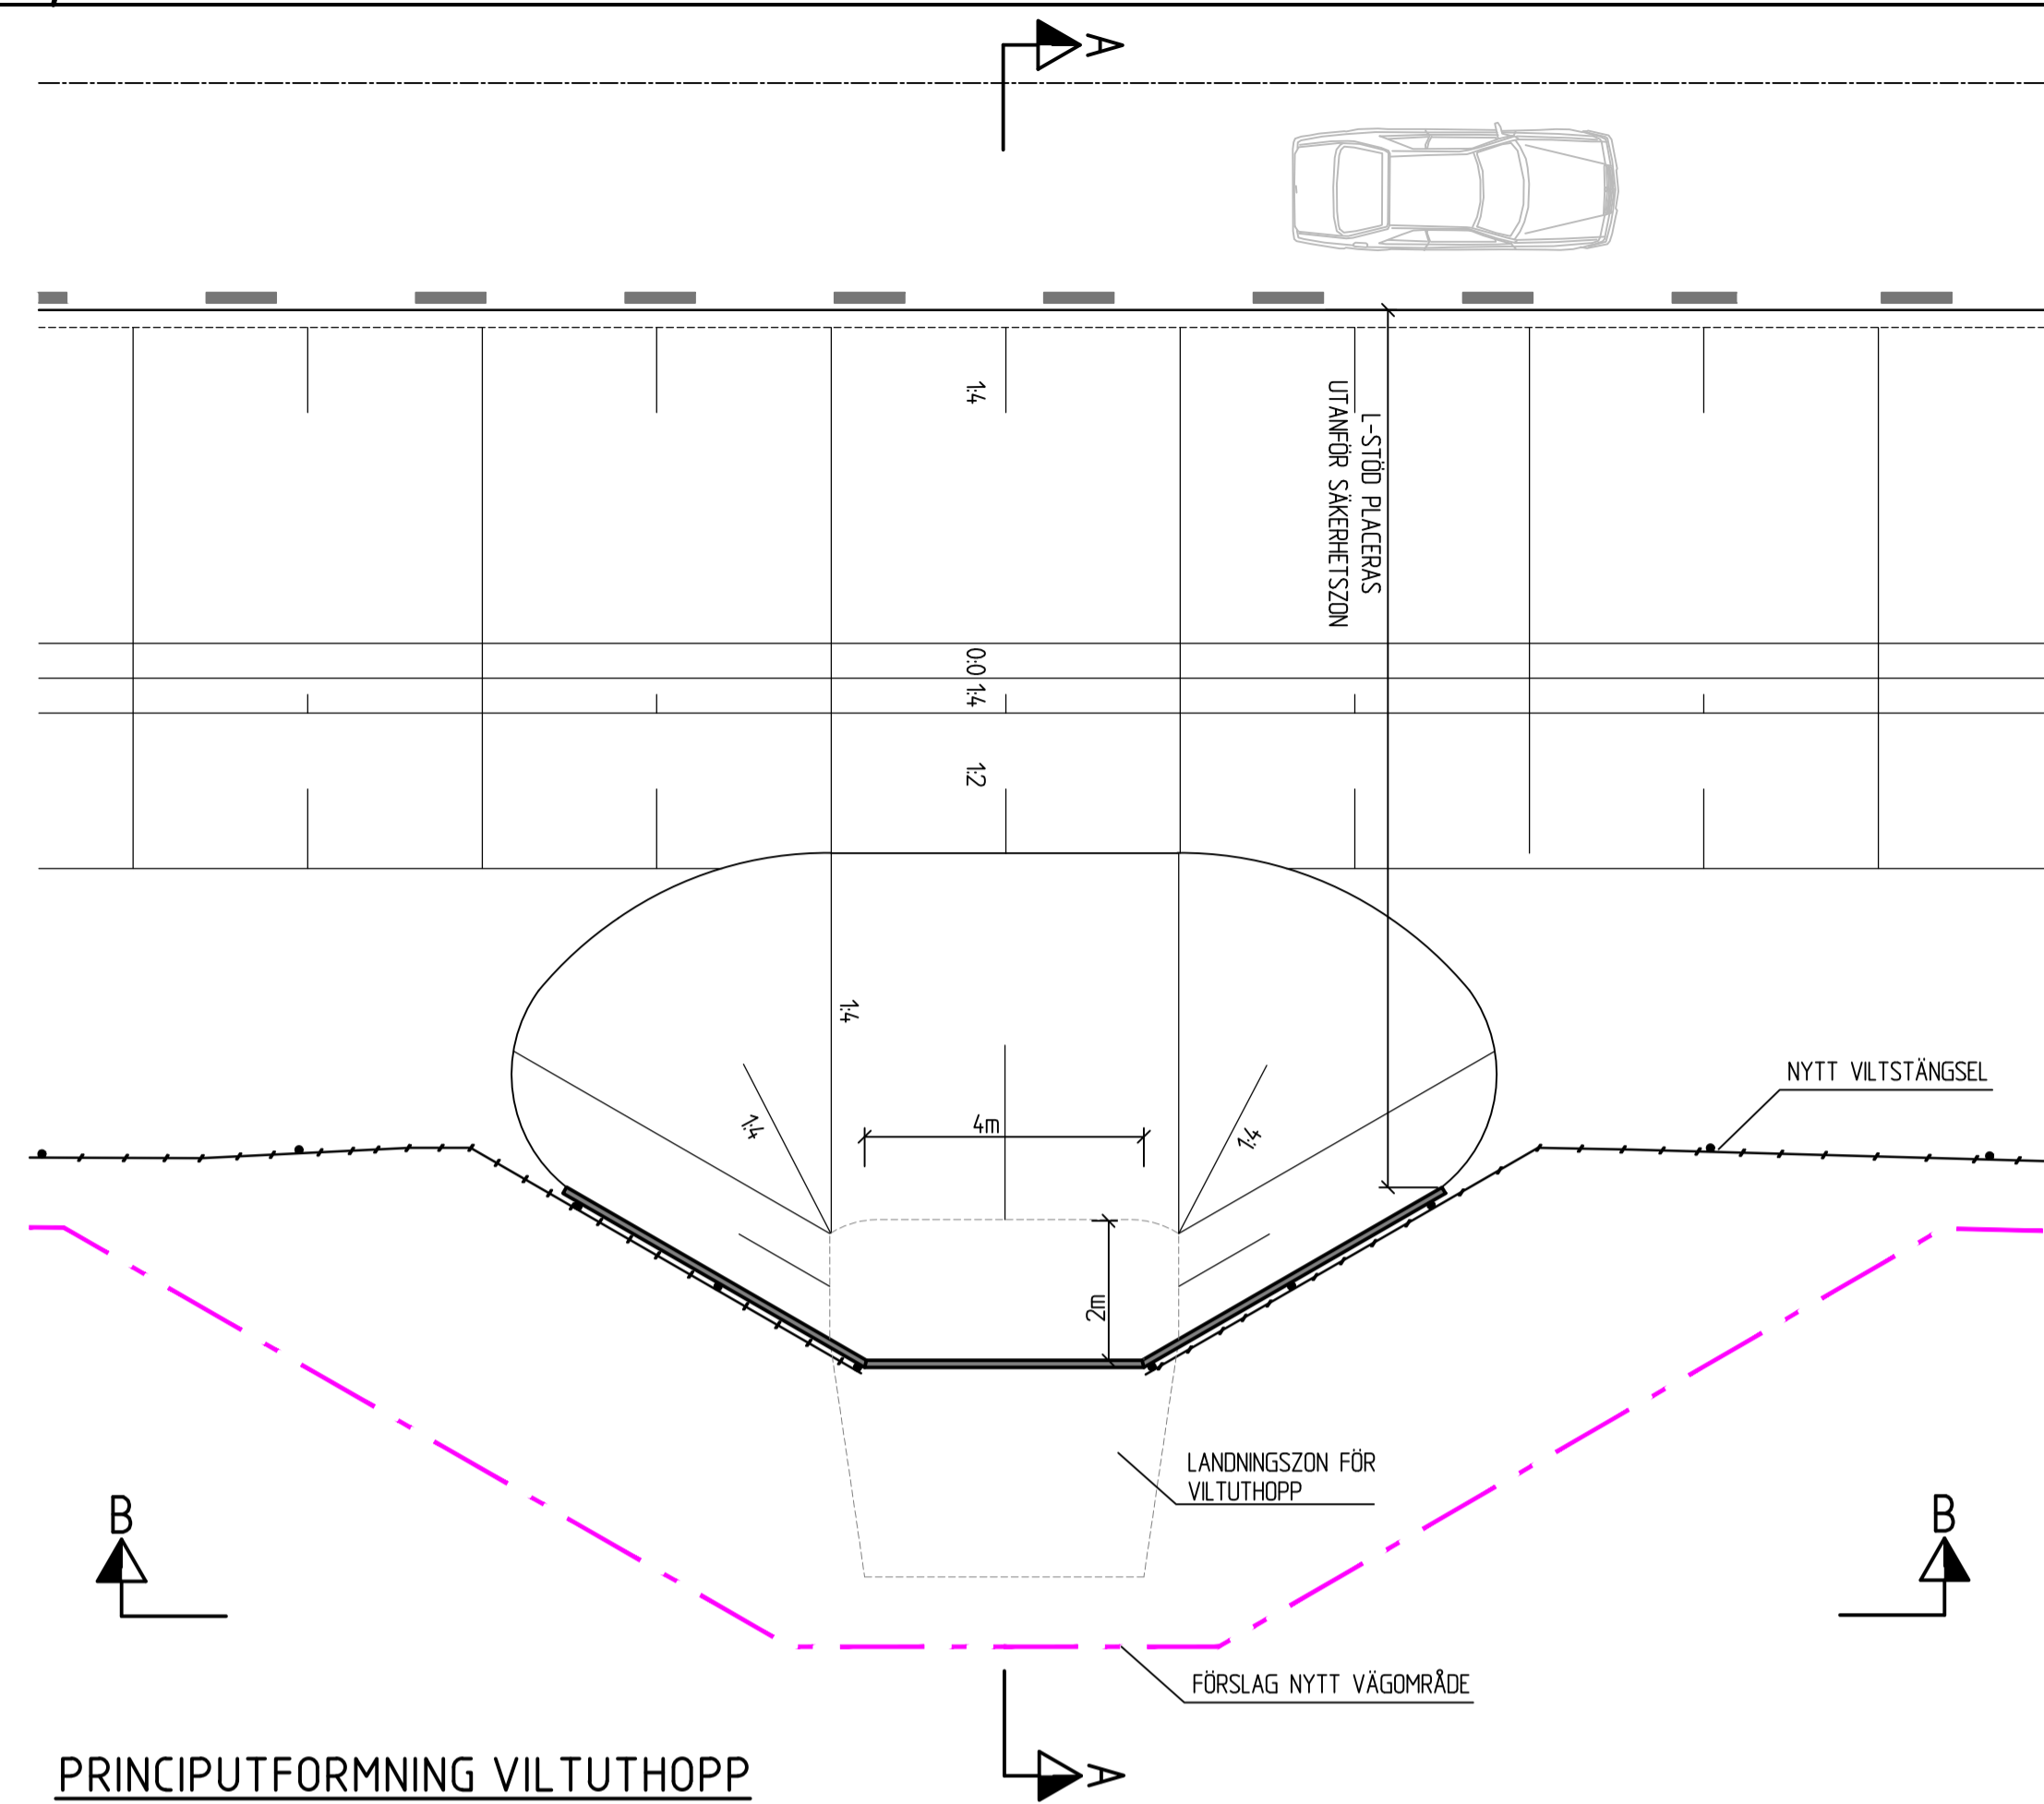 A
1:4
L-STÖD PLACERAS
UTANFÖR SÄKERHETSZON
0:0 1:4
1:2
1:4
NYTT VILTSTÄNGSEL
1:4
4m
1:4
2m
LANDNINGSZON FÖR
VILTUTHOPP
B
B
FÖRSLAG NYTT VÄGOMRÅDE
PRINCIPUTFORMNING VILTUTHOPP
A